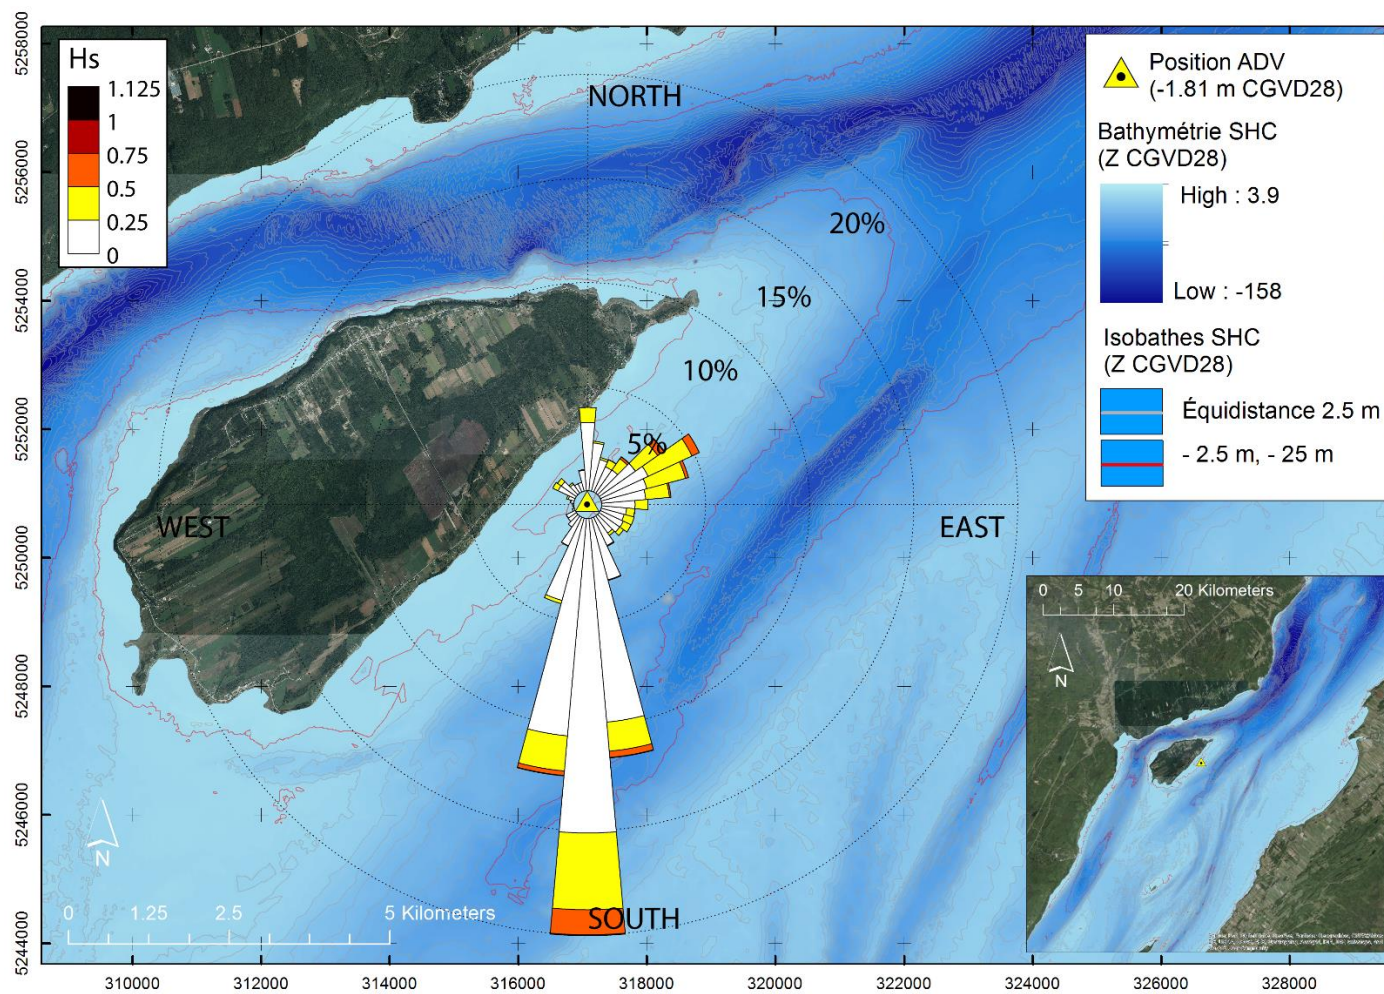 Hs
1.125
1
0.75
0.5
0.25
0
NORTH
20%
15%
10%
5%
WEST
EAST
SOUTH
Position ADV
(-1.81 m CGVD28)
Bathymétrie SHC
(Z CGVD28)
High : 3.9
Low : -158
Isobathes SHC
(Z CGVD28)
Équidistance 2.5 m
- 2.5 m, - 25 m
0 5 10 20 Kilometers
N
N
0 1.25 2.5 5 Kilometers
5258000
5256000
5254000
5252000
5250000
5248000
5246000
5244000
310000 312000 314000 316000 318000 320000 322000 324000 326000 328000